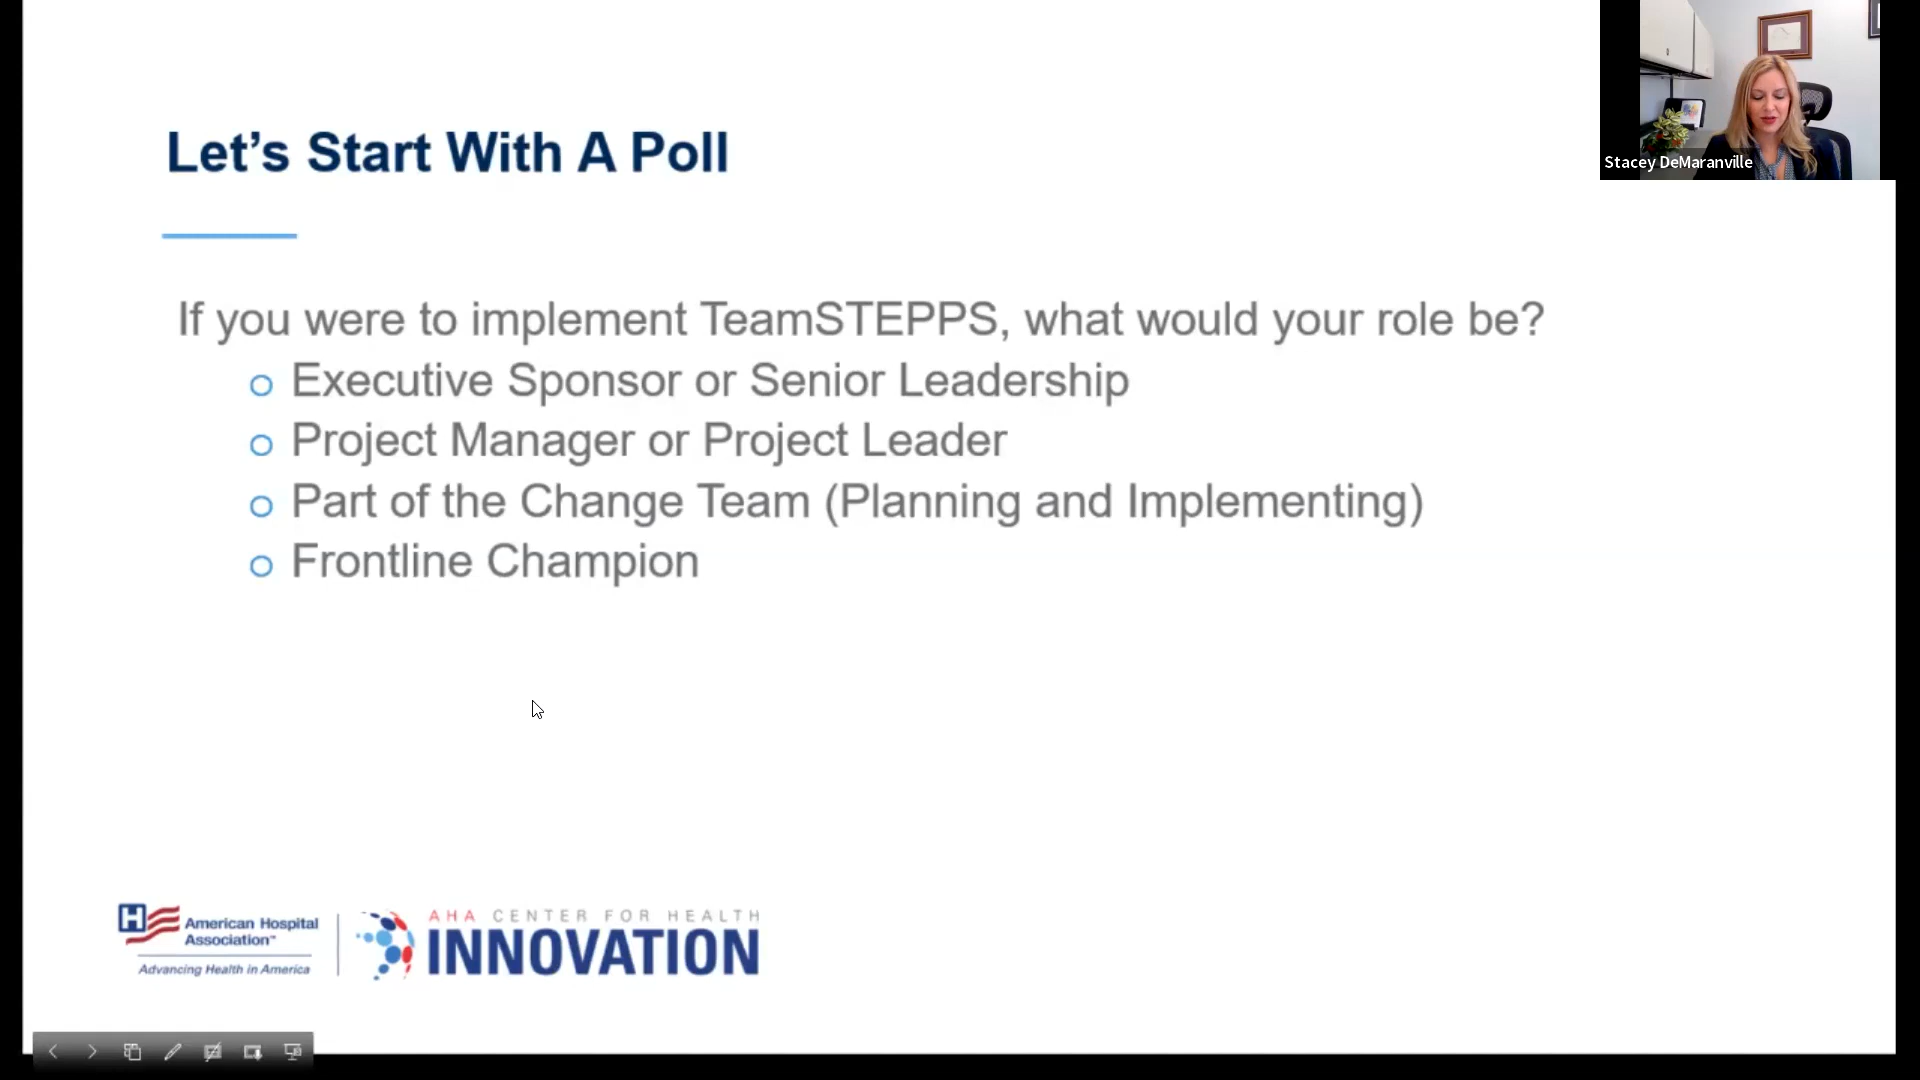 Let’s Start With A Poll
Stacey DeMaranville
If you were to implement TeamSTEPPS, what would your role be?
o Executive Sponsor or Senior Leadership
o Project Manager or Project Leader
o Part of the Change Team (Planning and Implementing)
o Frontline Champion
H American Hospital
Association™
Advancing Health in America
AHA CENTER FOR HEALTH
INNOVATION